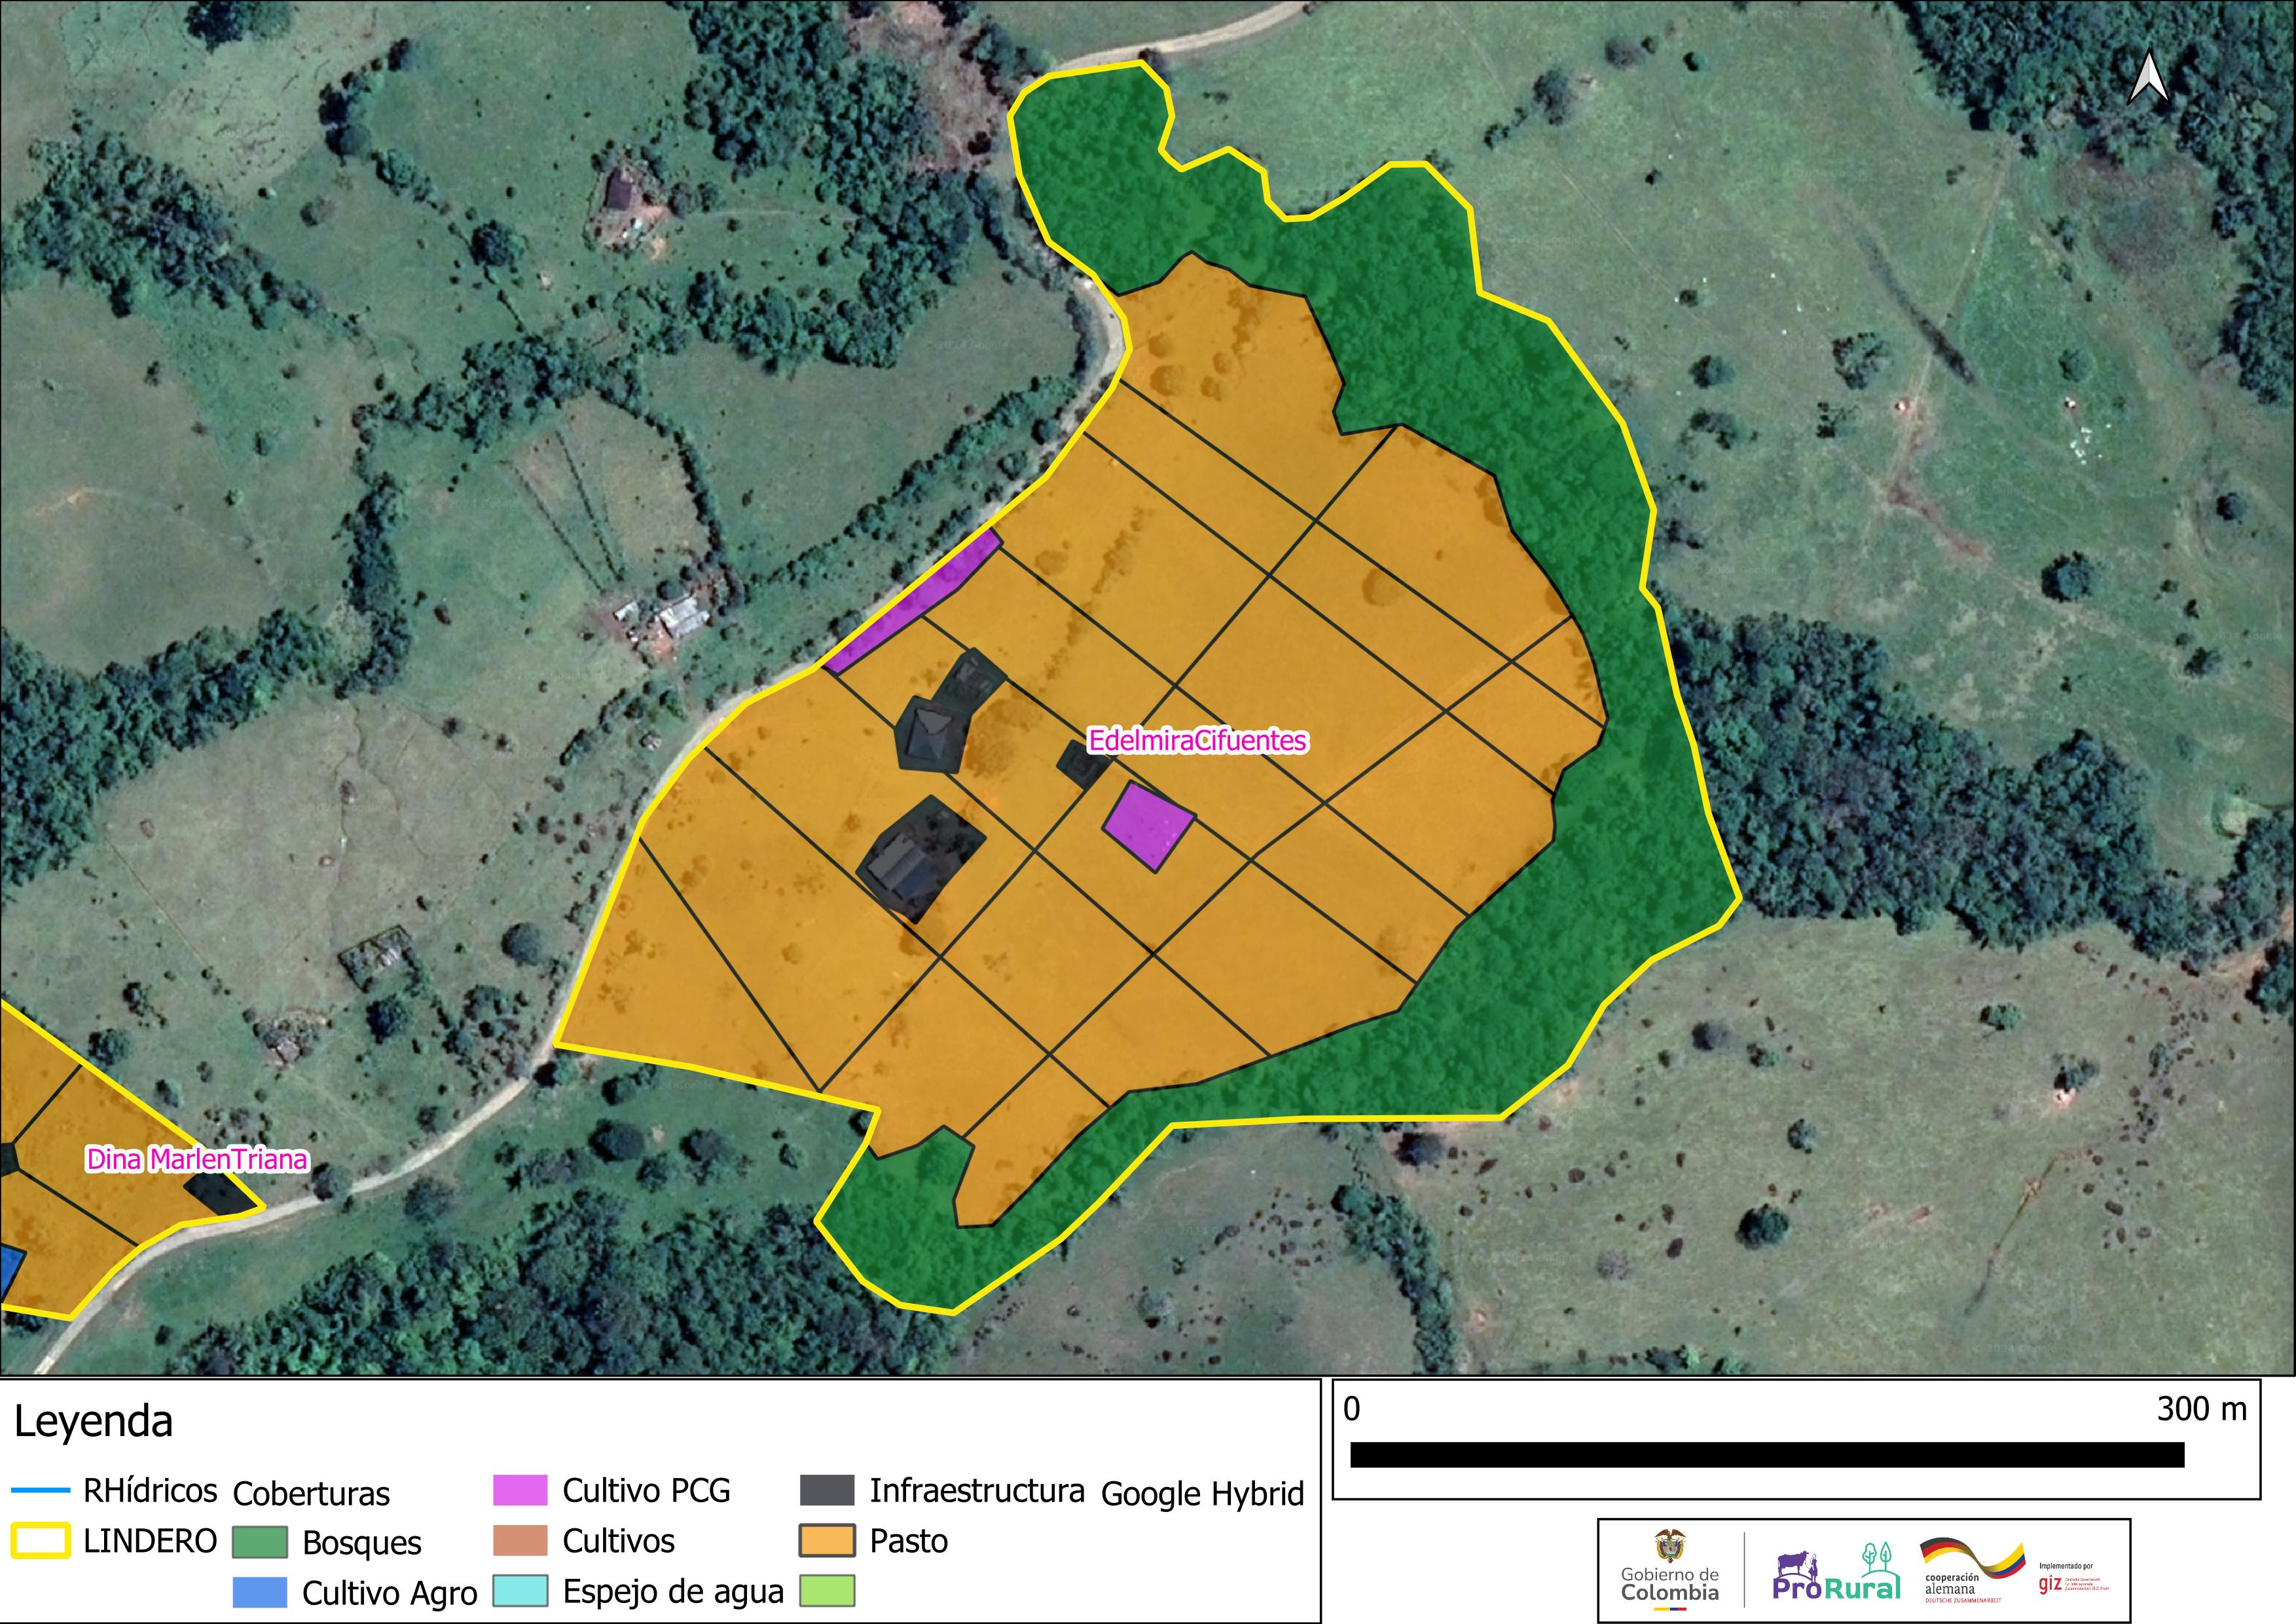 EdelmiraCifuentes
Dina MarlenTriana
Leyenda
RHídricos
LINDERO
Coberturas
Bosques
Cultivo Agro
Cultivo PCG
Cultivos
Espejo de agua
Infraestructura
Pasto
Google Hybrid
0 300 m
Gobierno de
Colombia
ProRural
cooperación
alemana
DEUTSCHE ZUSAMMENARBEIT
Implementado por
giz